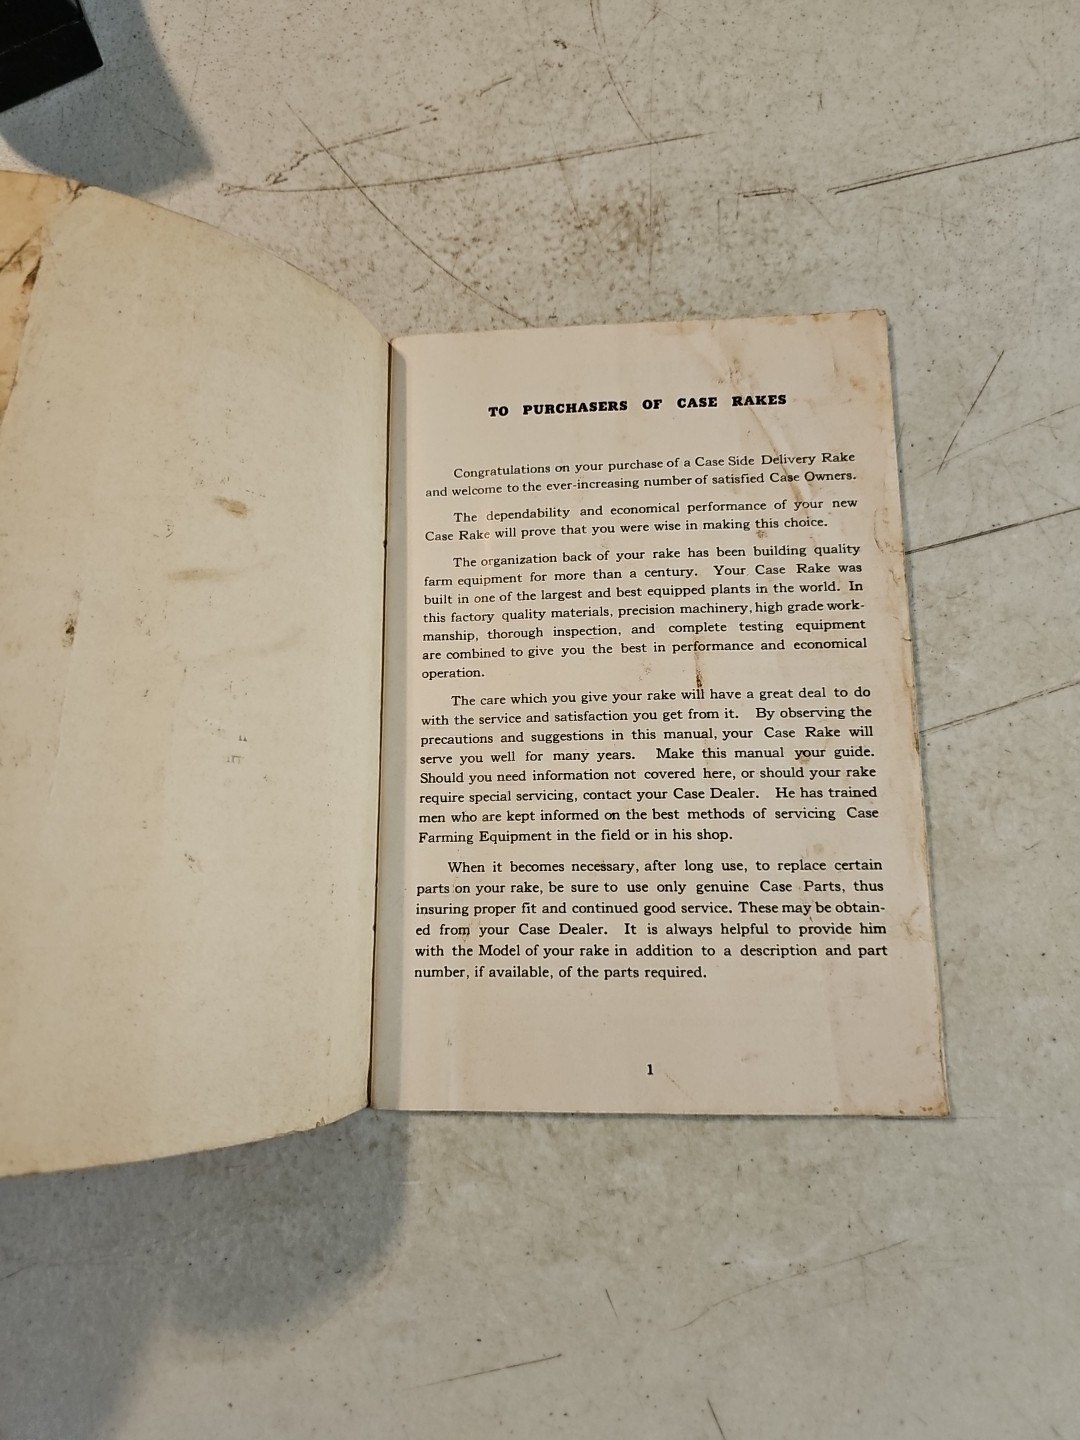 TO PURCHASERS OF CASE RAKES
Congratulations on your purchase of a Case Side Delivery Rake
and welcome to the ever-increasing number of satisfied Case Owners.
The dependability and economical performance of your new
Case Rake will prove that you were wise in making this choice.
The organization back of your rake has been building quality
farm equipment for more than a century. Your Case Rake was
built in one of the largest and best equipped plants in the world. In
this factory quality materials, precision machinery, high grade work-
manship, thorough inspection, and complete testing equipment
are combined to give you the best in performance and economical
operation.
The care which you give your rake will have a great deal to do
with the service and satisfaction you get from it. By observing the
precautions and suggestions in this manual, your Case Rake will
serve you well for many years. Make this manual your guide.
Should you need information not covered here, or should your rake
require special servicing, contact your Case Dealer. He has trained
men who are kept informed on the best methods of servicing Case
Farming Equipment in the field or in his shop.
When it becomes necessary, after long use, to replace certain
parts on your rake, be sure to use only genuine Case Parts, thus
insuring proper fit and continued good service. These may be obtain-
ed from your Case Dealer. It is always helpful to provide him
with the Model of your rake in addition to a description and part
number, if available, of the parts required.
1